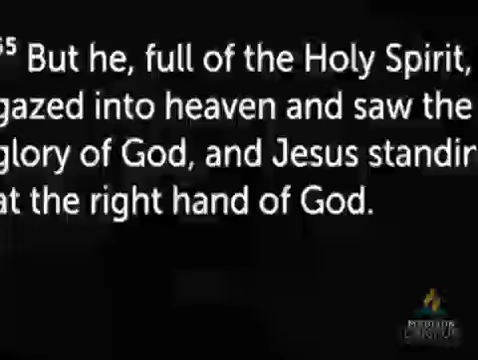 55 But he, full of the Holy Spirit,
gazed into heaven and saw the
glory of God, and Jesus standin
at the right hand of God.